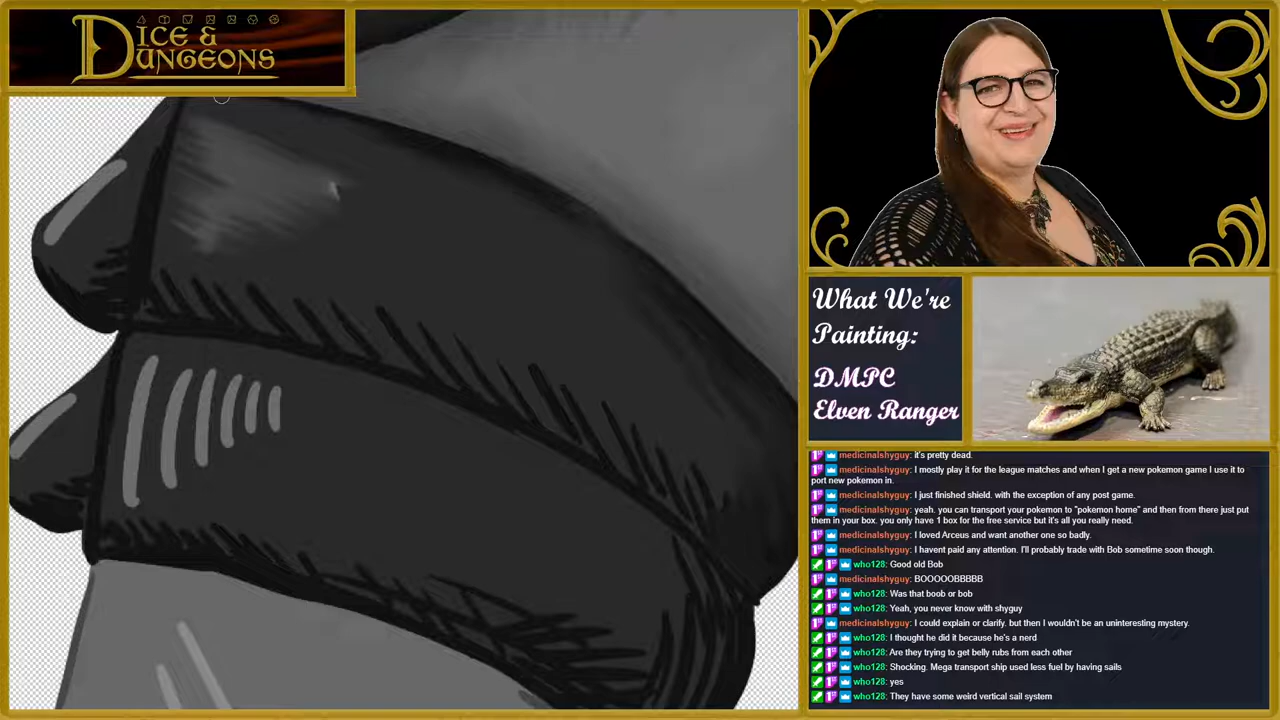 DICE &
DUNGEONS
What We're
Painting:
DMPC
Elven Ranger
medicinalshyguy: it's pretty dead.
medicinalshyguy: I mostly play it for the league matches and when I get a new pokemon game I use it to
port new pokemon in.
medicinalshyguy: I just finished shield. with the exception of any post game.
medicinalshyguy: yeah. you can transport your pokemon to "pokemon home" and then from there just put
them in your box. you only have 1 box for the free service but it's all you really need.
medicinalshyguy: I loved Arceus and want another one so badly.
medicinalshyguy: I havent paid any attention. I'll probably trade with Bob sometime soon though.
who128: Good old Bob
medicinalshyguy: BOOOOOBBBBB
who128: Was that boob or bob
who128: Yeah, you never know with shyguy
medicinalshyguy: I could explain or clarify. but then I wouldn't be an uninteresting mystery.
who128: I thought he did it because he's a nerd
who128: Are they trying to get belly rubs from each other
who128: Shocking. Mega transport ship used less fuel by having sails
who128: yes
who128: They have some weird vertical sail system